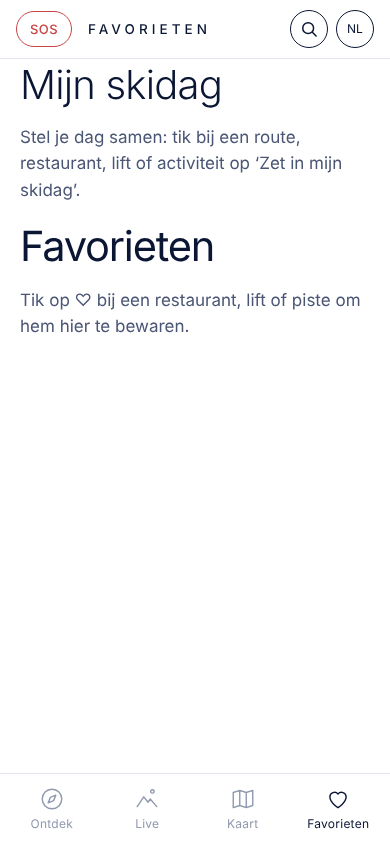 SOS
FAVORIETEN
NL
Mijn skidag
Stel je dag samen: tik bij een route,
restaurant, lift of activiteit op ‘Zet in mijn
skidag’.
Favorieten
Tik op ♡ bij een restaurant, lift of piste om
hem hier te bewaren.
Ontdek
Live
Kaart
Favorieten